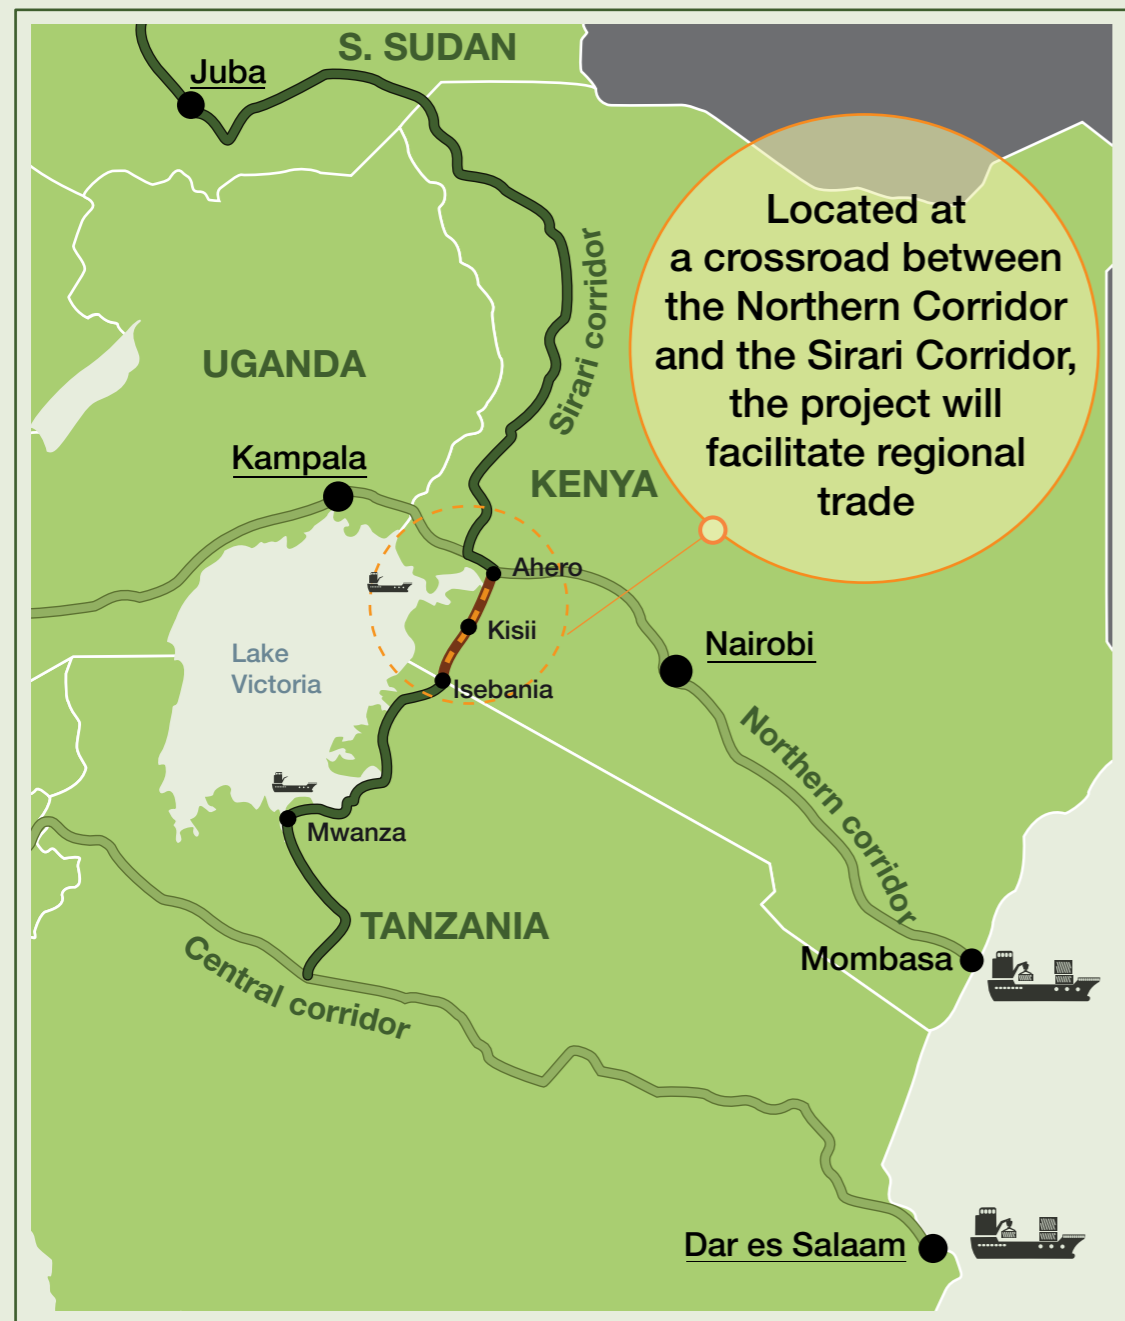 S. SUDAN
Juba
Located at
a crossroad between
the Northern Corridor
and the Sirari Corridor,
the project will
facilitate regional
trade
Sirari corridor
UGANDA
Kampala
KENYA
Ahero
Kisii
Nairobi
Lake
Victoria
Isebania
Northern corridor
Mwanza
TANZANIA
Mombasa
Central corridor
Dar es Salaam